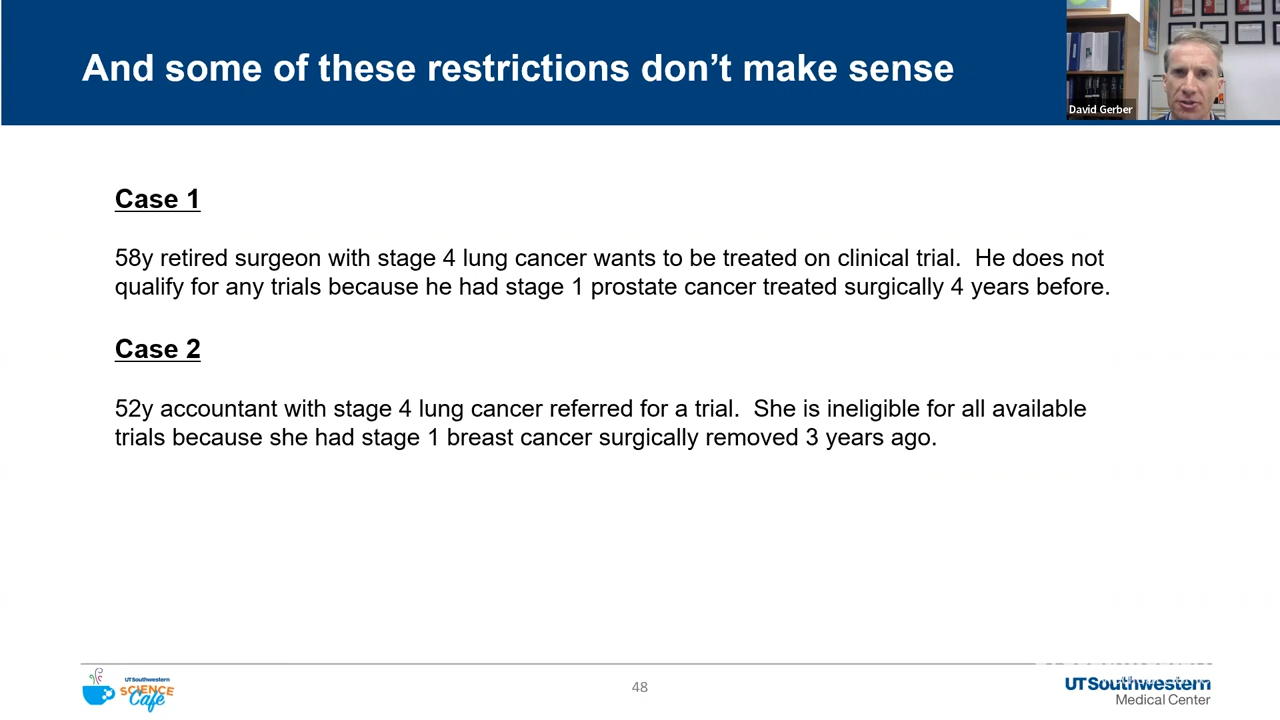 And some of these restrictions don’t make sense
David Gerber
Case 1
58y retired surgeon with stage 4 lung cancer wants to be treated on clinical trial.  He does not
qualify for any trials because he had stage 1 prostate cancer treated surgically 4 years before.
Case 2
52y accountant with stage 4 lung cancer referred for a trial.  She is ineligible for all available
trials because she had stage 1 breast cancer surgically removed 3 years ago.
UTSouthwestern
SCIENCE
Café
48
UTSouthwestern
Medical Center